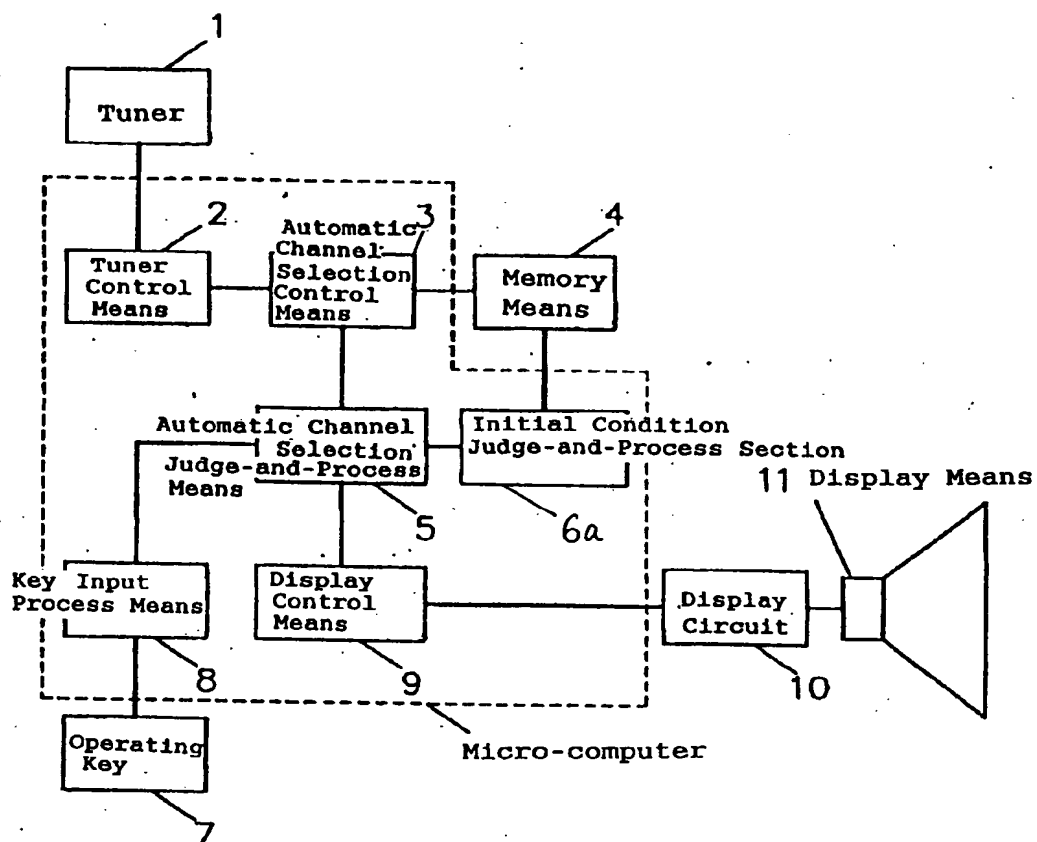 1
Tuner
2
Tuner
Control
Means
3
Automatic
Channel
Selection
Control
Means
4
Memory
Means
Automatic Channel
Selection
Judge-and-Process
Means
5
Initial Condition
Judge-and-Process Section
6a
11 Display Means
Key Input
Process Means
8
Display
Control
Means
9
Display
Circuit
10
Micro-computer
Operating
Key
7